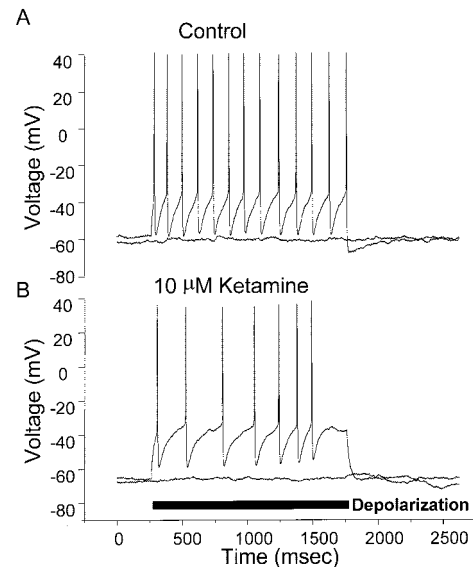 A
Control
40
20
0
-20
-40
-60
-80
Voltage (mV)
B
10 µM Ketamine
40
20
0
-20
-40
-60
-80
Voltage (mV)
Depolarization
0 500 1000 1500 2000 2500
Time (msec)